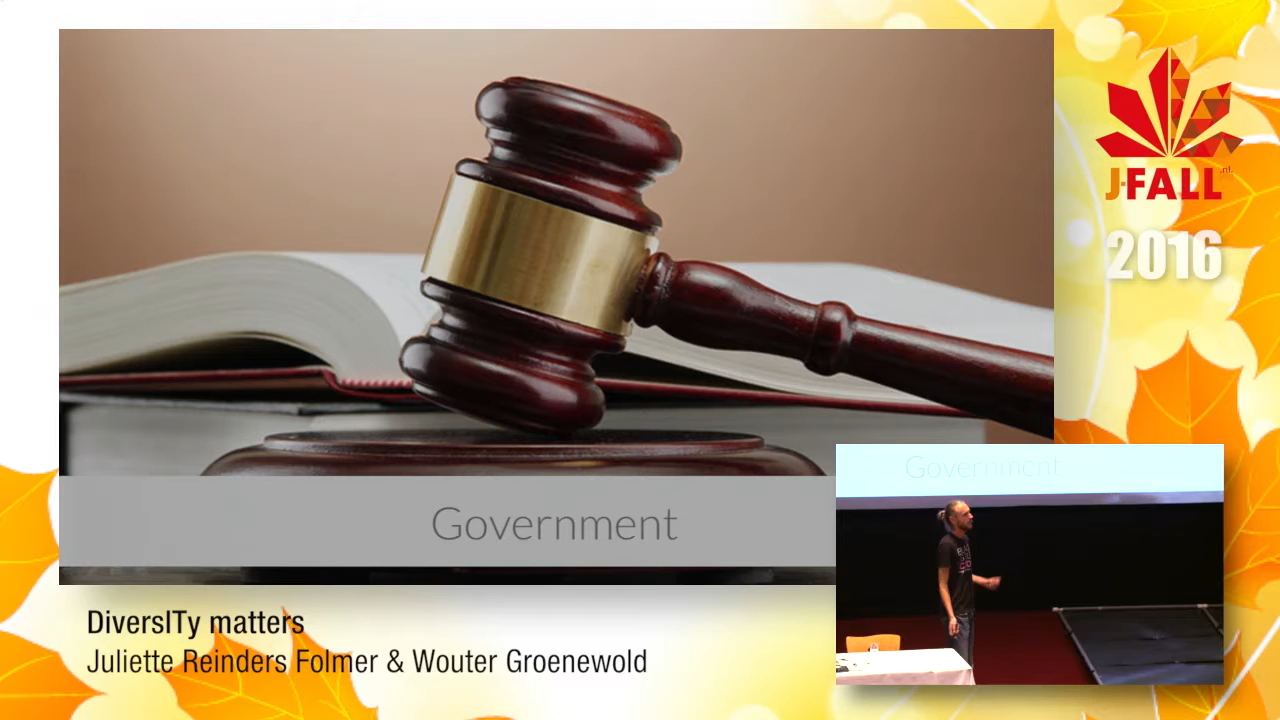 J-FALL.nl
2016
Government
Government
DiversITy matters
Juliette Reinders Folmer & Wouter Groenewold